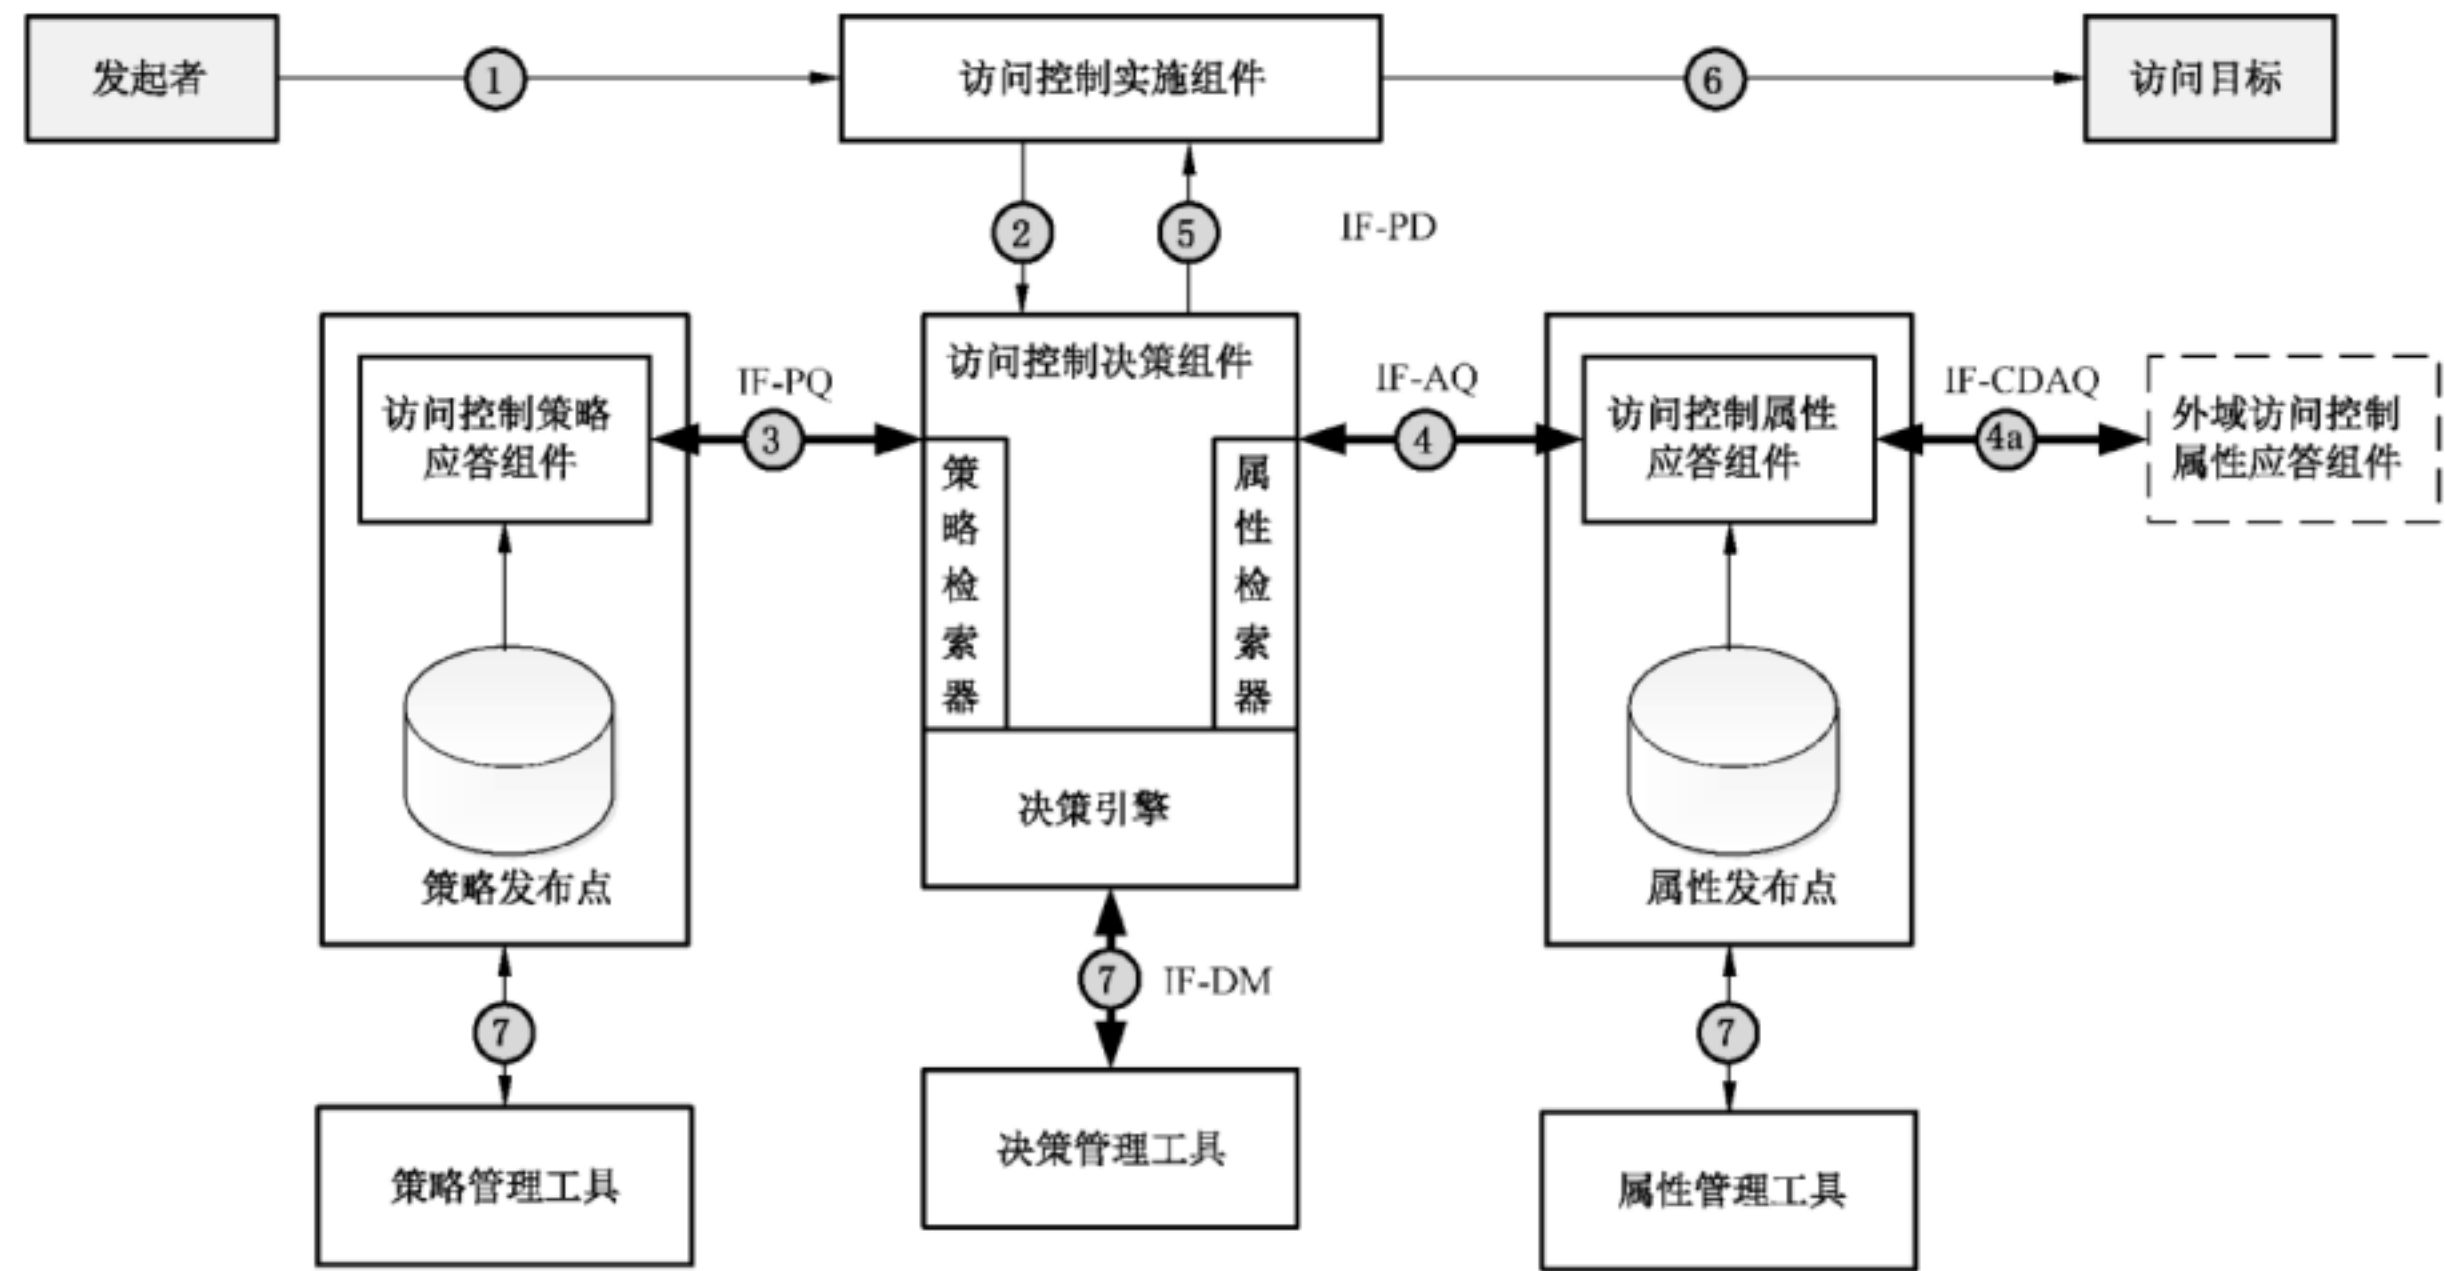 发起者
①
访问控制实施组件
⑥
访问目标
②
⑤
IF-PD
访问控制策略
应答组件
IF-PQ
③
访问控制决策组件
策略检索器
属性检索器
IF-AQ
④
访问控制属性
应答组件
IF-CDAQ
4a
外域访问控制
属性应答组件
决策引擎
策略发布点
属性发布点
⑦
⑦
IF-DM
⑦
策略管理工具
决策管理工具
属性管理工具